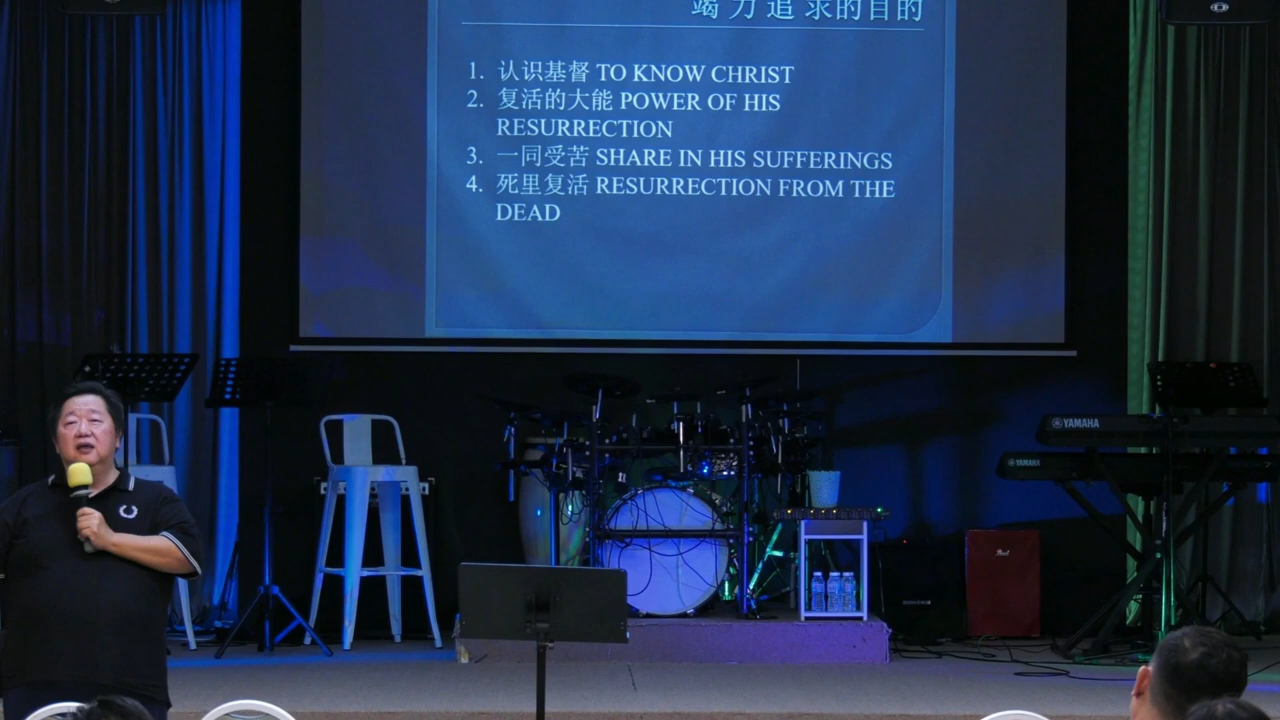 竭力追求的目的
1. 认识基督 TO KNOW CHRIST
2. 复活的大能 POWER OF HIS
RESURRECTION
3. 一同受苦 SHARE IN HIS SUFFERINGS
4. 死里复活 RESURRECTION FROM THE
DEAD
YAMAHA
YAMAHA
Pearl